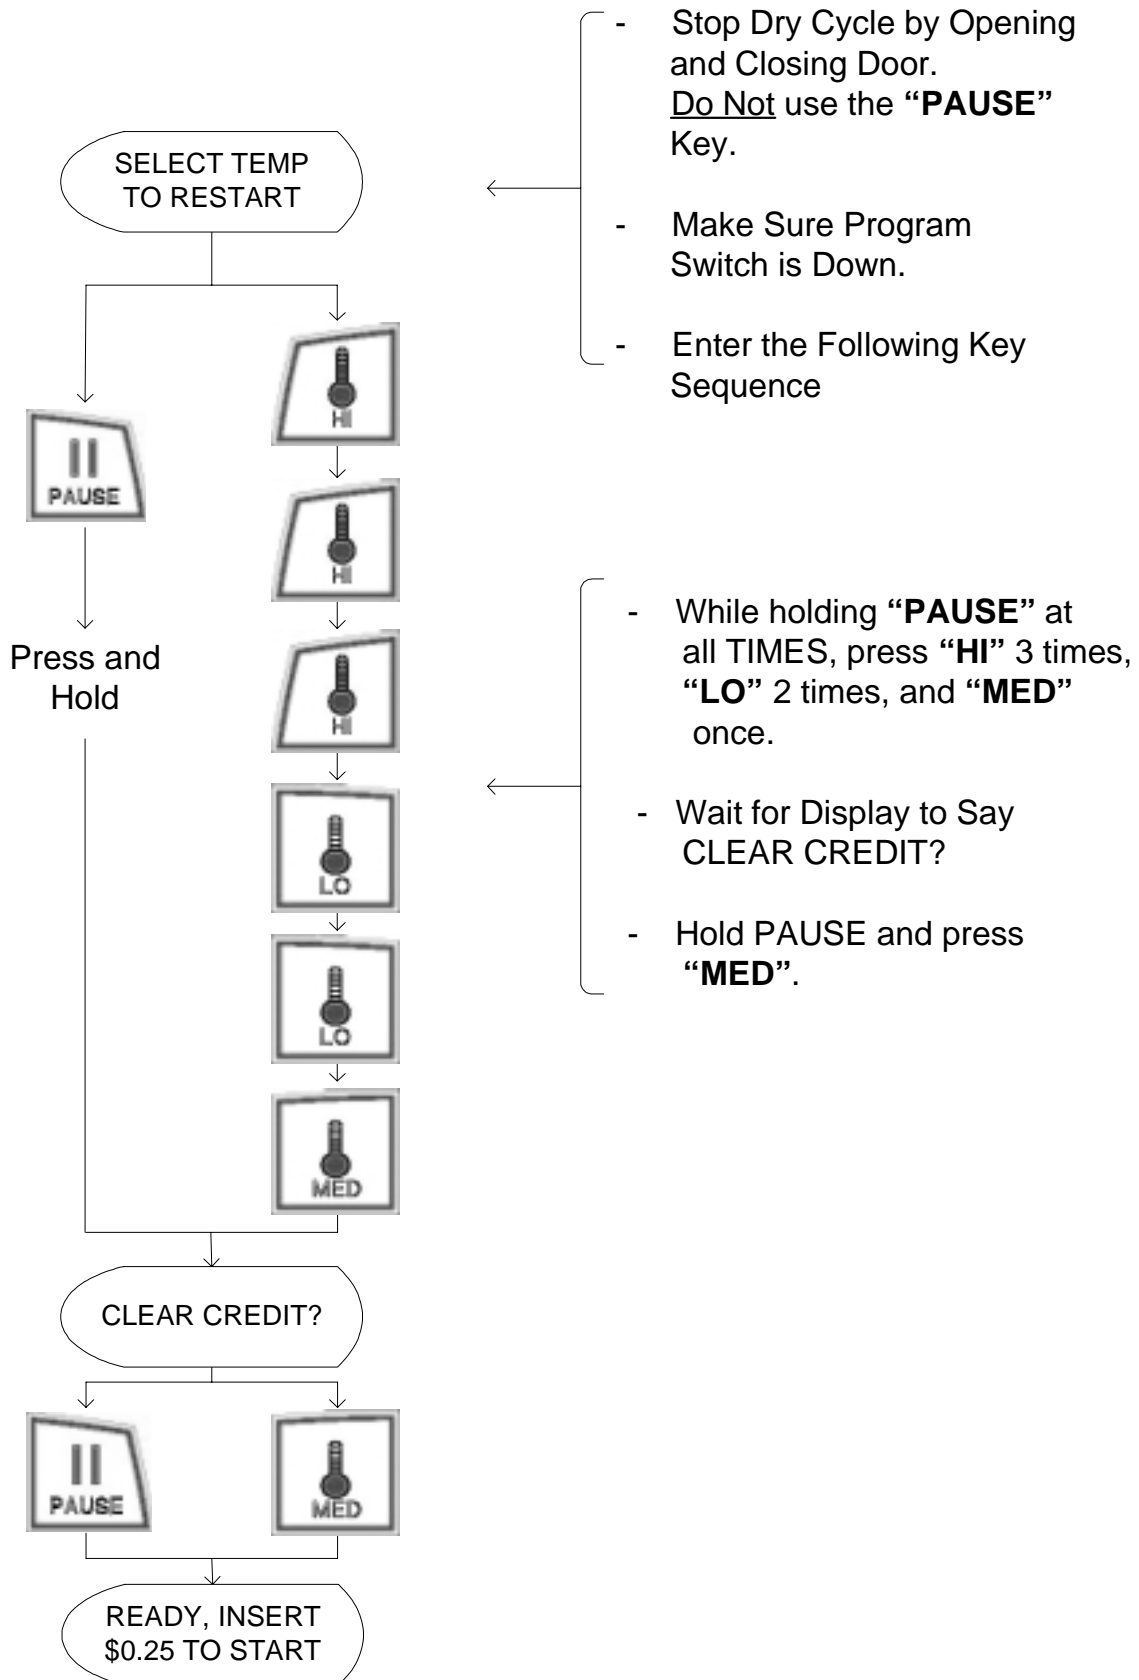 - Stop Dry Cycle by Opening
and Closing Door.
Do Not use the “PAUSE”
Key.
SELECT TEMP
TO RESTART
- Make Sure Program
Switch is Down.
- Enter the Following Key
Sequence
HI
PAUSE
HI
Press and
Hold
- While holding “PAUSE” at
all TIMES, press “HI” 3 times,
“LO” 2 times, and “MED”
once.
HI
- Wait for Display to Say
CLEAR CREDIT?
LO
- Hold PAUSE and press
“MED”.
LO
MED
CLEAR CREDIT?
PAUSE
MED
READY, INSERT
$0.25 TO START